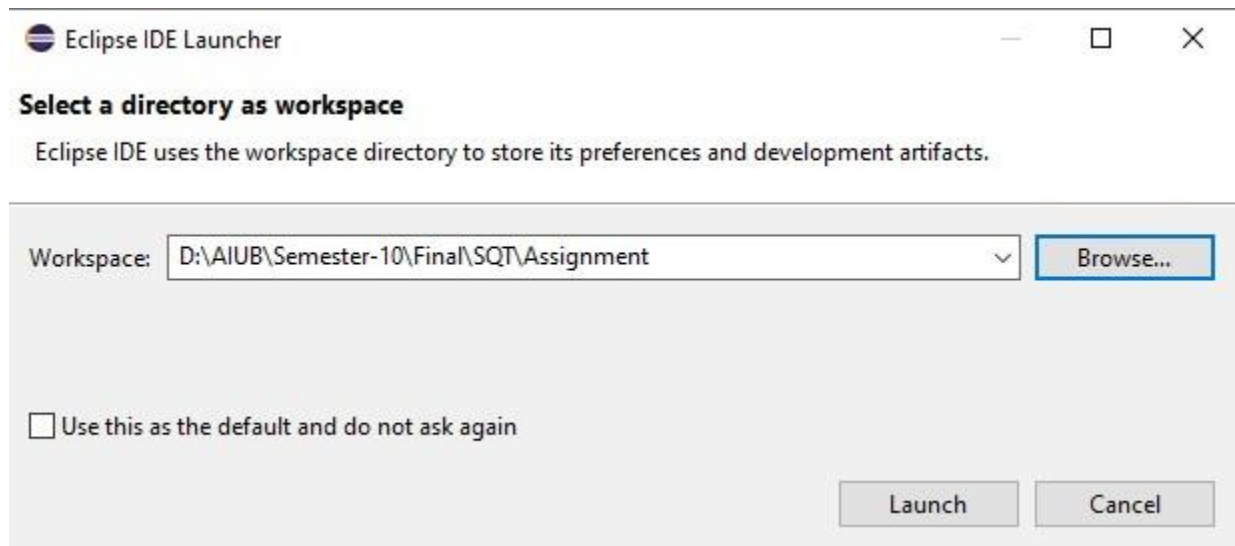 Eclipse IDE Launcher
Select a directory as workspace
Eclipse IDE uses the workspace directory to store its preferences and development artifacts.
Workspace: D:\AIUB\Semester-10\Final\SQT\Assignment Browse...
Use this as the default and do not ask again
Launch Cancel